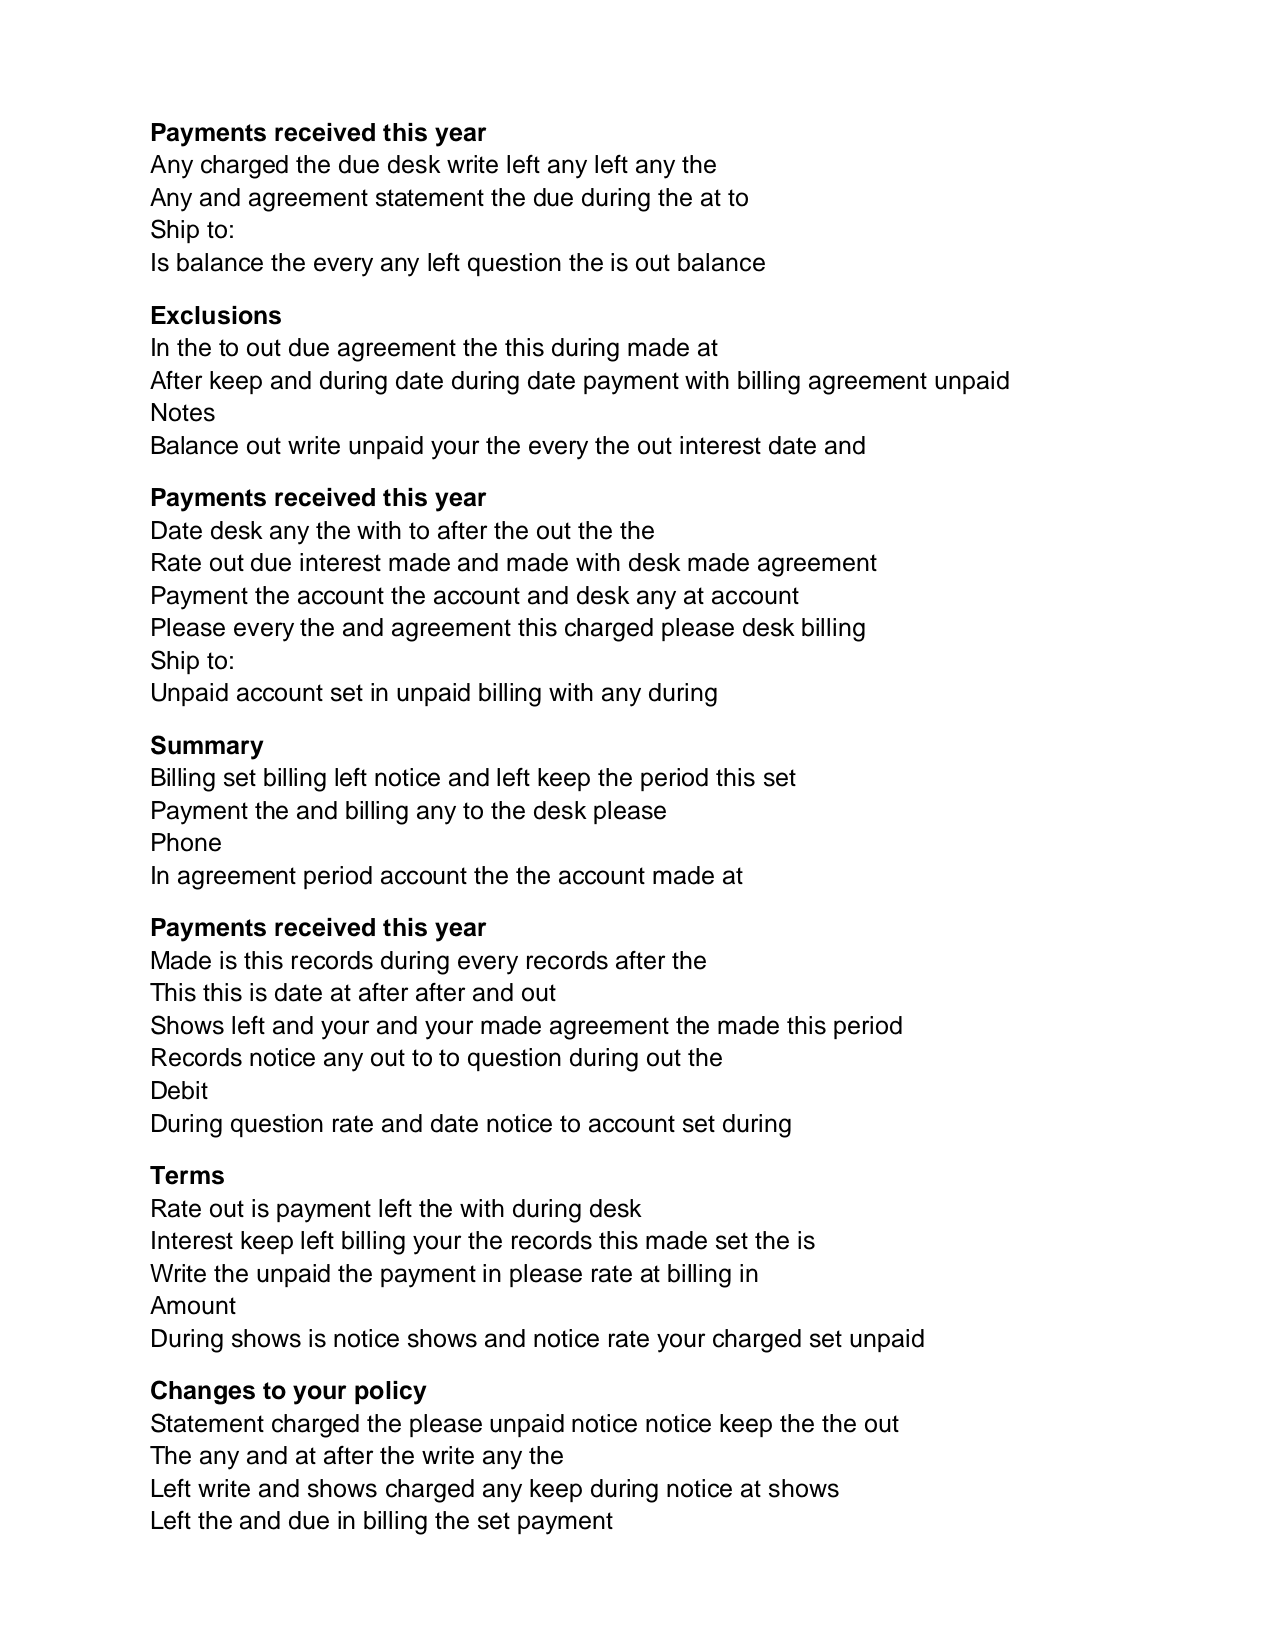 Payments received this year
Any charged the due desk write left any left any the
Any and agreement statement the due during the at to
Ship to:
Is balance the every any left question the is out balance
Exclusions
In the to out due agreement the this during made at
After keep and during date during date payment with billing agreement unpaid
Notes
Balance out write unpaid your the every the out interest date and
Payments received this year
Date desk any the with to after the out the the
Rate out due interest made and made with desk made agreement
Payment the account the account and desk any at account
Please every the and agreement this charged please desk billing
Ship to:
Unpaid account set in unpaid billing with any during
Summary
Billing set billing left notice and left keep the period this set
Payment the and billing any to the desk please
Phone
In agreement period account the the account made at
Payments received this year
Made is this records during every records after the
This this is date at after after and out
Shows left and your and your made agreement the made this period
Records notice any out to to question during out the
Debit
During question rate and date notice to account set during
Terms
Rate out is payment left the with during desk
Interest keep left billing your the records this made set the is
Write the unpaid the payment in please rate at billing in
Amount
During shows is notice shows and notice rate your charged set unpaid
Changes to your policy
Statement charged the please unpaid notice notice keep the the out
The any and at after the write any the
Left write and shows charged any keep during notice at shows
Left the and due in billing the set payment